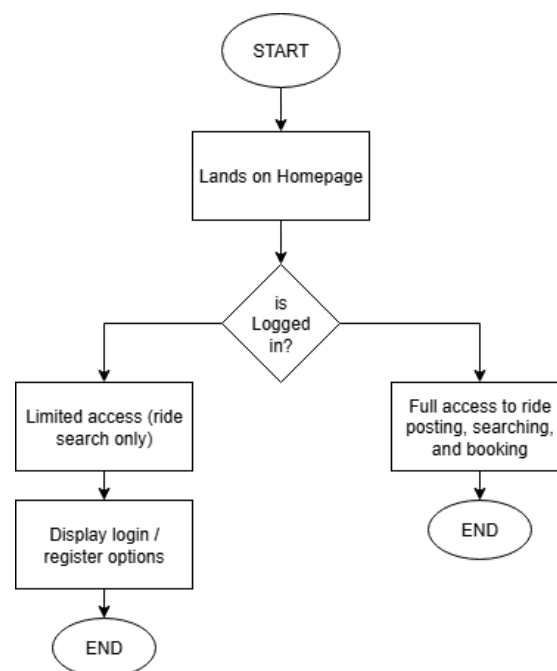 START
Lands on Homepage
is
Logged
in?
Limited access (ride
search only)
Full access to ride
posting, searching,
and booking
Display login /
register options
END
END